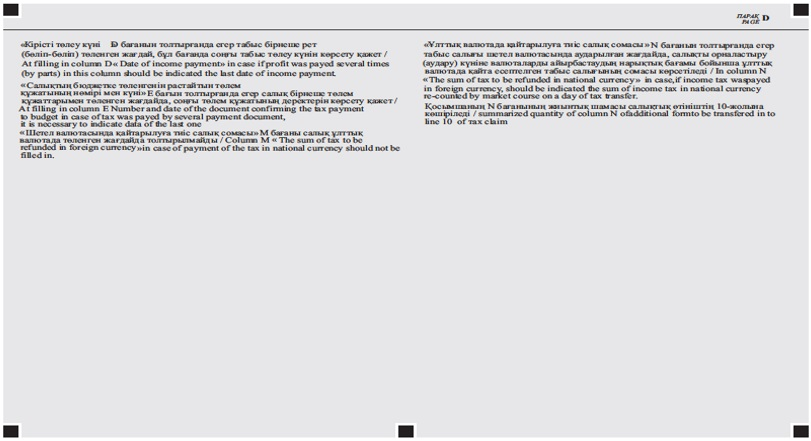 ПАРАҚ
PAGE D
«Кірісті төлеу күні D бағанын толтырғанда егер табыс бірнеше рет
(бөліп-бөліп) төленген жағдай, бұл бағанда соңғы табыс төлеу күнін көрсету қажет /
At filling in column D« Date of income payment» in case if profit was payed several times
(by parts) in this column should be indicated the last date of income payment.
«Салықтың бюджетке төленгенін растайтын төлем
құжатының нөмірі мен күні» E бағын толтырғанда егер салық бірнеше төлем
құжаттарымен төленген жағдайда, соңғы төлем құжатының деректерін көрсету қажет /
At filling in column E Number and date of the document confirming the tax payment
to budget in case of tax was payed by several payment document,
it is necessary to indicate data of the last one
«Шетел валютасында қайтарылуға тиіс салық сомасы» M бағаны салық ұлттық
валютада төленген жағдайда толтырылмайды / Column M « The sum of tax to be
refunded in foreign currency»in case of payment of the tax in national currency should not be
filled in.
«Ұлттық валютада қайтарылуға тиіс салық сомасы» N бағанын толтырғанда егер
табыс салығы шетел валютасында аударылған жағдайда, салықты орналастыру
(аудару) күніне валюталарды айырбастаудың нарықтық бағамы бойынша ұлттық
валютада қайта есептелген табыс салығының сомасы көрсетіледі / In column N
« The sum of tax to be refunded in national currency» in case,if income tax waspayed
in foreign currency, should be indicated the sum of income tax in national currency
re-counted by market course on a day of tax transfer.
Қосымшаның N бағанының жиынтық шамасы салықтық өтініштің 10-жолына
көшіріледі / summarized quantity of column N ofadditional formto be transfered in to
line 10 of tax claim